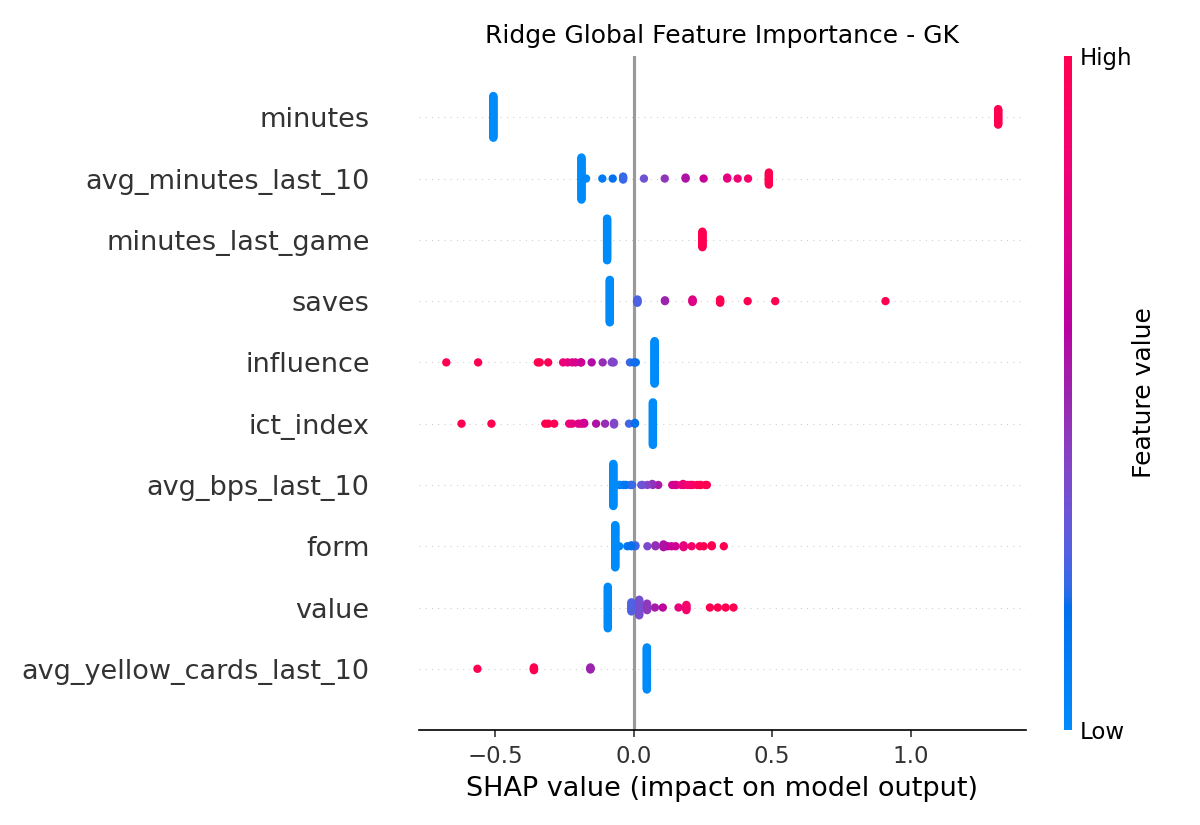 Ridge Global Feature Importance - GK
High
minutes
avg_minutes_last_10
minutes_last_game
saves
influence
ict_index
avg_bps_last_10
form
value
avg_yellow_cards_last_10
Feature value
Low
−0.5
0.0
0.5
1.0
SHAP value (impact on model output)